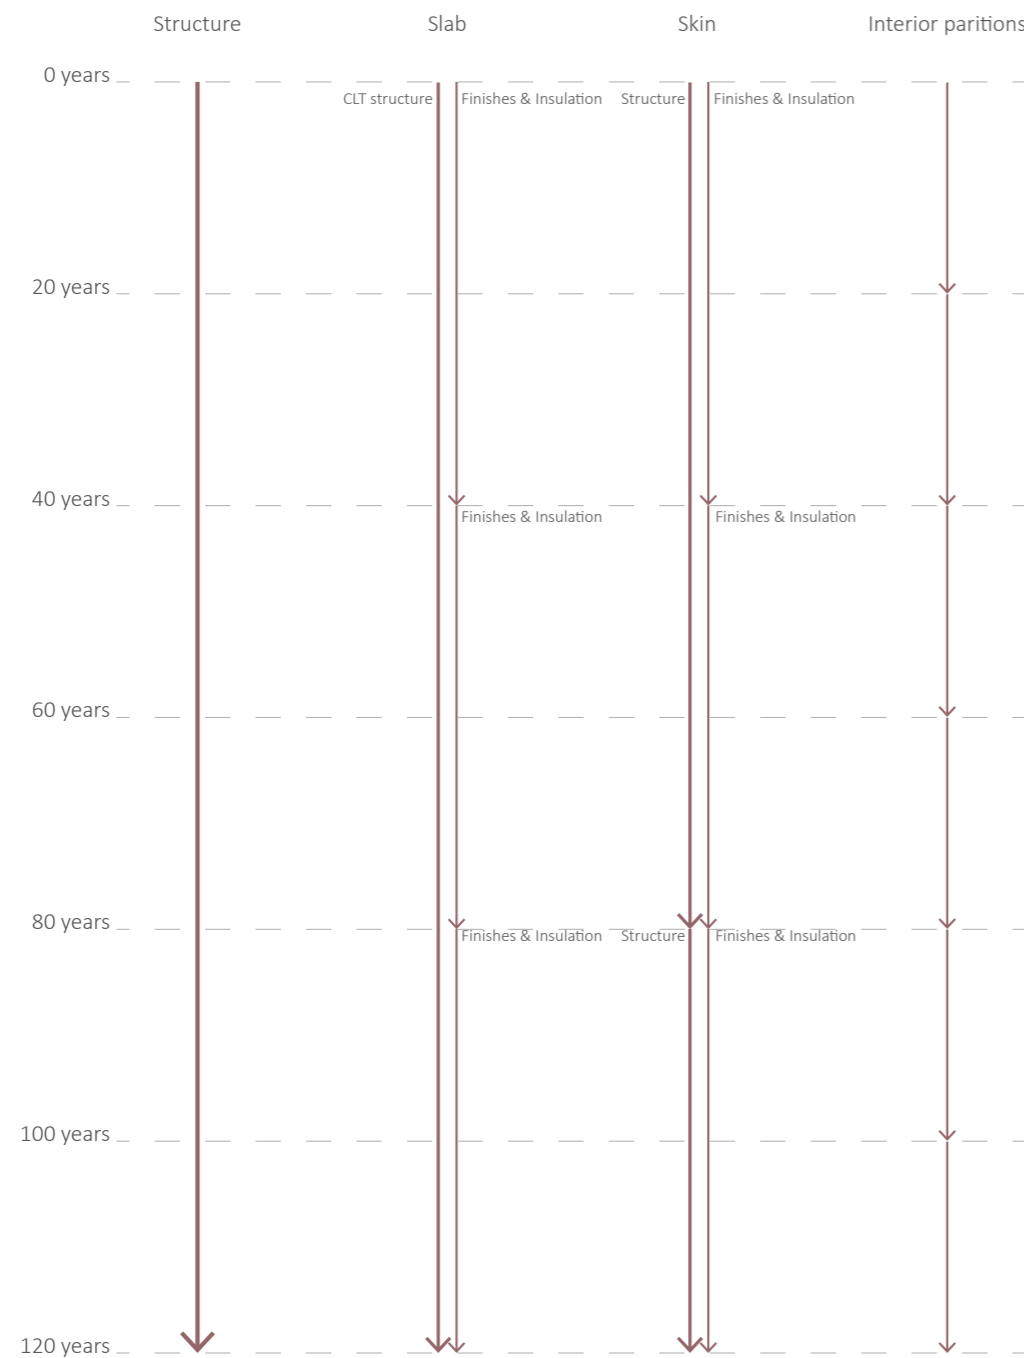 Structure Slab Skin Interior paritions
0 years
CLT structure Finishes & Insulation Structure Finishes & Insulation
20 years
40 years
Finishes & Insulation Finishes & Insulation
60 years
80 years
Finishes & Insulation Structure Finishes & Insulation
100 years
120 years